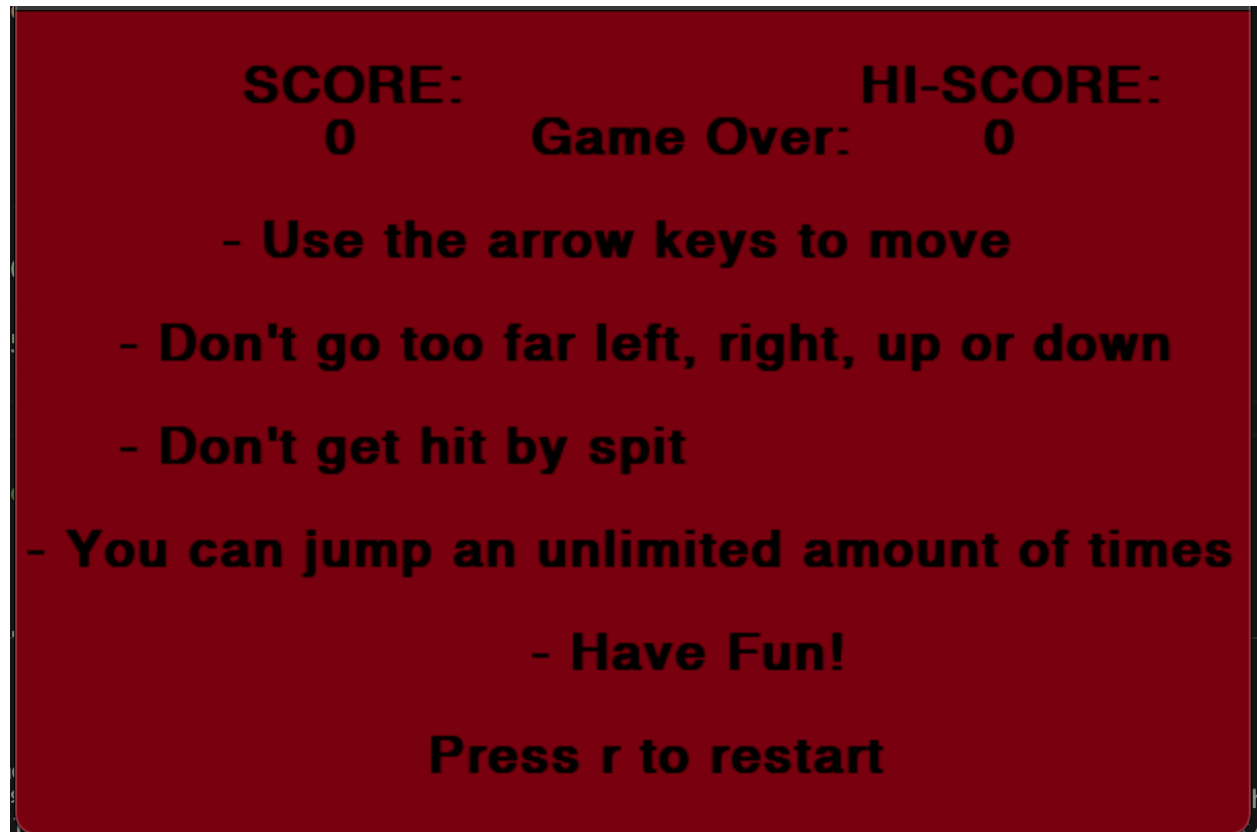 SCORE: HI-SCORE:
0 Game Over: 0
- Use the arrow keys to move
- Don't go too far left, right, up or down
- Don't get hit by spit
- You can jump an unlimited amount of times
- Have Fun!
Press r to restart